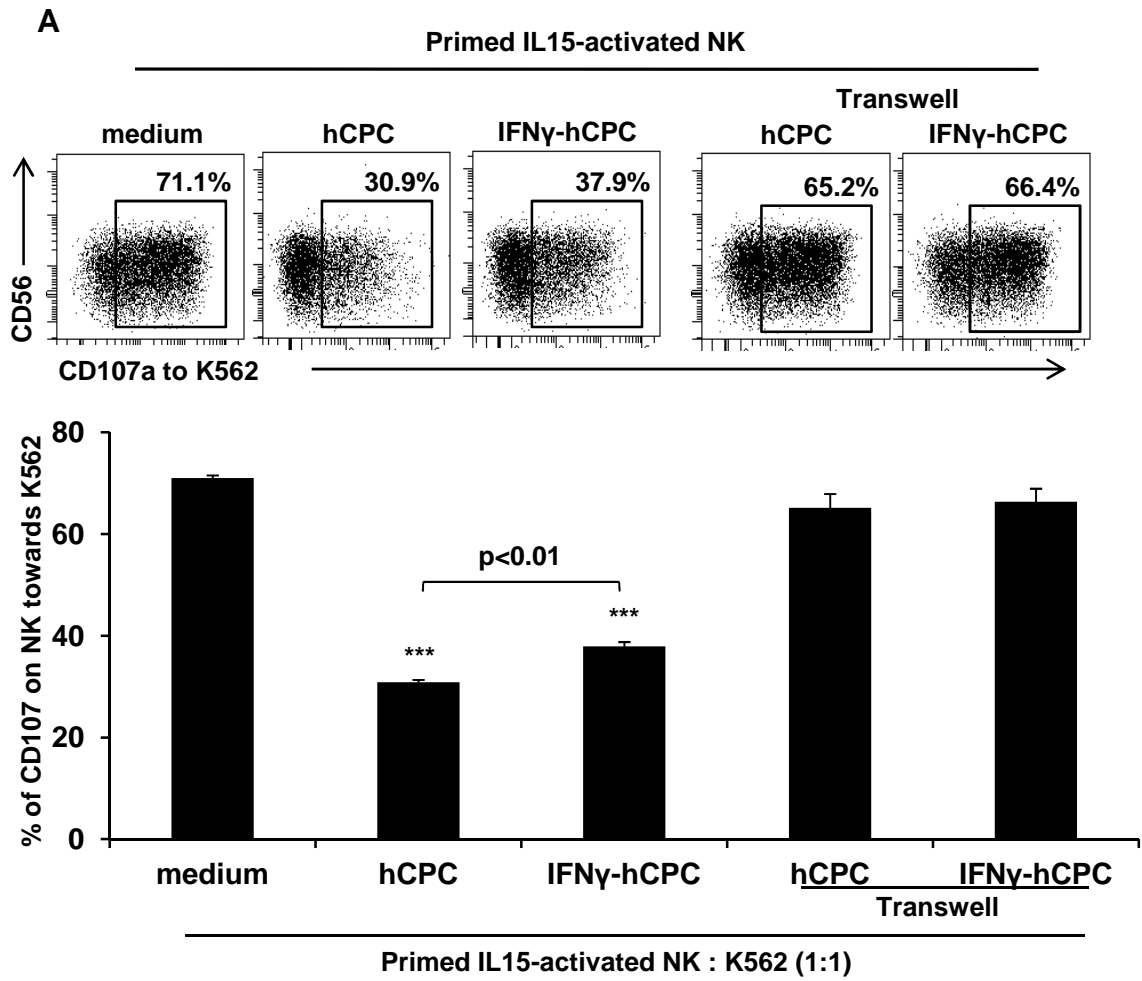 A
Primed IL15-activated NK
Transwell
medium hCPC IFNγ-hCPC hCPC IFNγ-hCPC
71.1% 30.9% 37.9% 65.2% 66.4%
CD56
CD107a to K562
% of CD107 on NK towards K562
80
60
40
20
0
p<0.01
***
***
medium hCPC IFNγ-hCPC hCPC IFNγ-hCPC
Transwell
Primed IL15-activated NK : K562 (1:1)